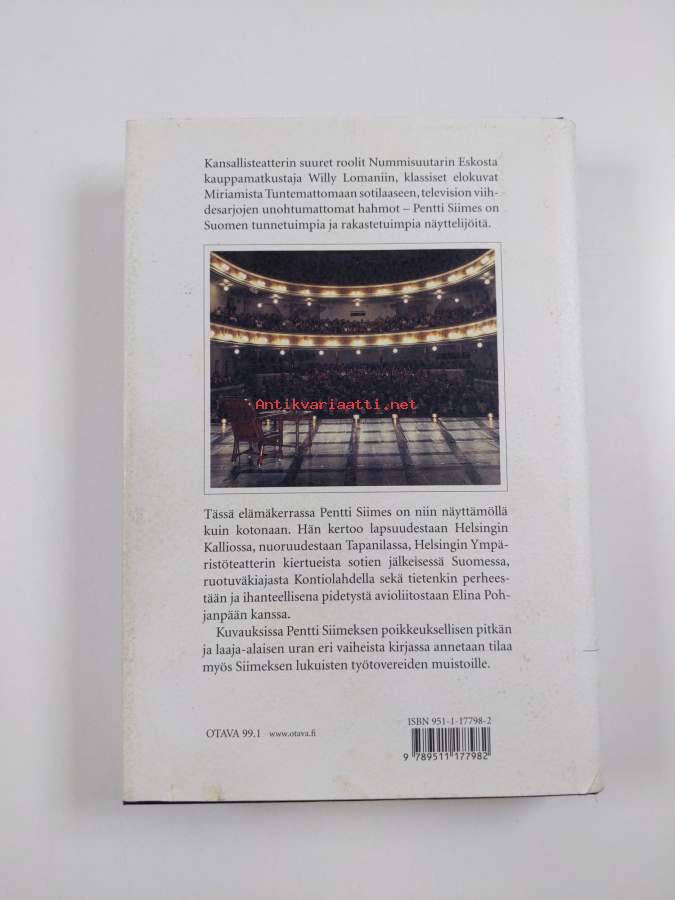 Kansallisteatterin suuret roolit Nummisuutarin Eskosta
kauppamatkustaja Willy Lomaniin, klassiset elokuvat
Miriamista Tuntemattomaan sotilaaseen, television viih-
desarjojen unohtumattomat hahmot – Pentti Siimes on
Suomen tunnetuimpia ja rakastetuimpia näyttelijöitä.
Antikvariaatti.net
Tässä elämäkerrassa Pentti Siimes on niin näyttämöllä
kuin kotonaan. Hän kertoo lapsuudestaan Helsingin
Kalliossa, nuoruudestaan Tapanilassa, Helsingin Ympä-
ristöteatterin kiertueista sotien jälkeisessä Suomessa,
ruotuväkiajasta Kontiolahdella sekä tietenkin perhees-
tään ja ihanteellisena pidetystä avioliitostaan Elina Poh-
janpään kanssa.
Kuvauksissa Pentti Siimeksen poikkeuksellisen pitkän
ja laaja-alaisen uran eri vaiheista kirjassa annetaan tilaa
myös Siimeksen lukuisten työtovereiden muistoille.
ISBN 951-1-17798-2
OTAVA 99.1 www.otava.fi
9 789511 177982